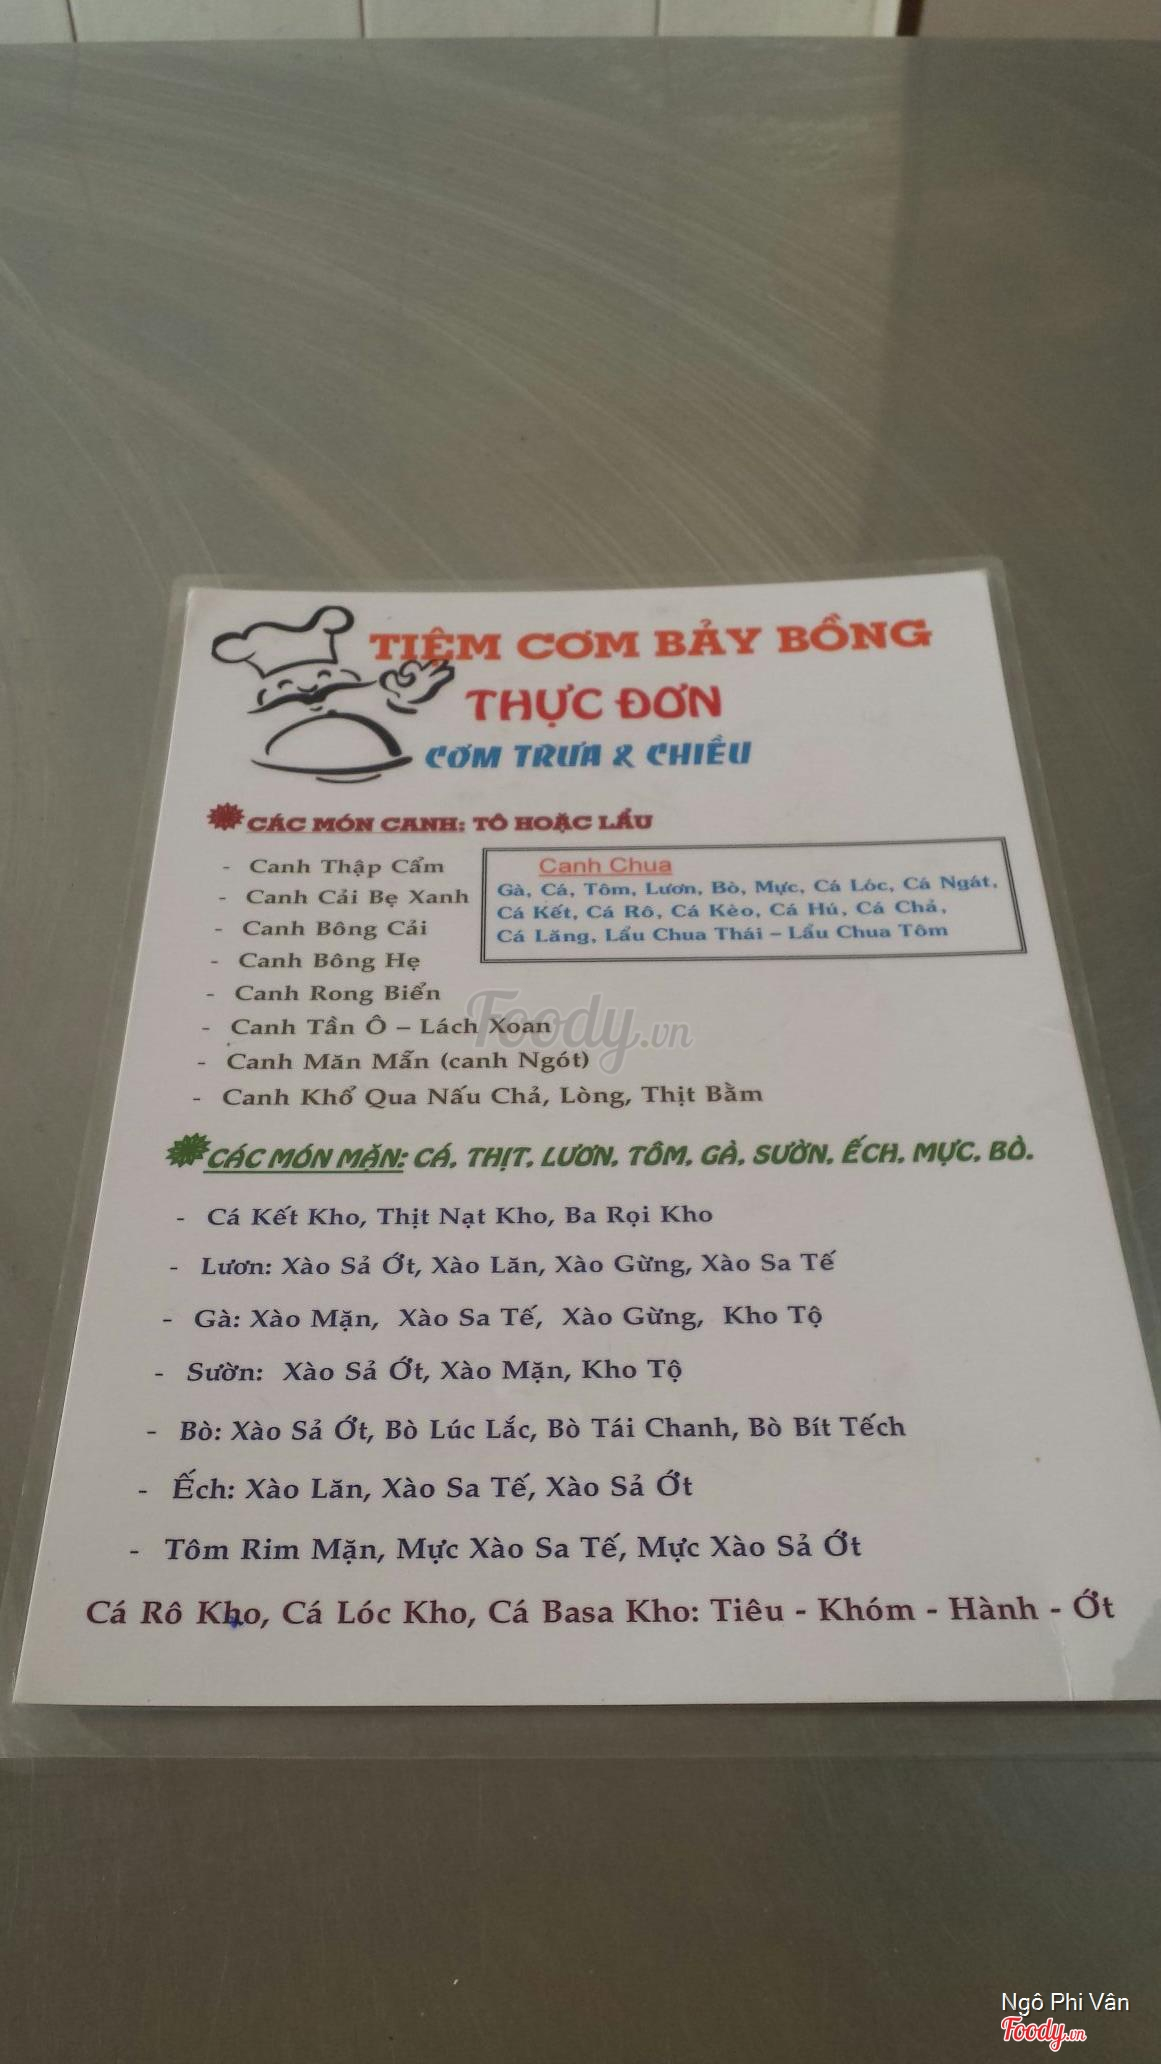 TIỆM CƠM BẢY BỒNG
THỰC ĐƠN
CƠM TRƯA & CHIỀU
CÁC MÓN CANH: TÔ HOẶC LẨU
- Canh Thập Cẩm
- Canh Cải Bẹ Xanh
- Canh Bông Cải
- Canh Bông Hẹ
- Canh Rong Biển
- Canh Tần Ô – Lách Xoan
- Canh Măn Mẵn (canh Ngót)
- Canh Khổ Qua Nấu Chả, Lòng, Thịt Bằm
Canh Chua
Gà, Cá, Tôm, Lươn, Bò, Mực, Cá Lóc, Cá Ngát,
Cá Kết, Cá Rô, Cá Kèo, Cá Hú, Cá Chả,
Cá Lăng, Lẩu Chua Thái – Lẩu Chua Tôm
Foody.vn
CÁC MÓN MẶN: CÁ, THỊT, LƯƠN, TÔM, GÀ, SƯỜN, ẾCH, MỰC, BÒ.
- Cá Kết Kho, Thịt Nạt Kho, Ba Rọi Kho
- Lươn: Xào Sả Ớt, Xào Lăn, Xào Gừng, Xào Sa Tế
- Gà: Xào Mặn, Xào Sa Tế, Xào Gừng, Kho Tộ
- Sườn: Xào Sả Ớt, Xào Mặn, Kho Tộ
- Bò: Xào Sả Ớt, Bò Lúc Lắc, Bò Tái Chanh, Bò Bít Tếch
- Ếch: Xào Lăn, Xào Sa Tế, Xào Sả Ớt
- Tôm Rim Mặn, Mực Xào Sa Tế, Mực Xào Sả Ớt
Cá Rô Kho, Cá Lóc Kho, Cá Basa Kho: Tiêu - Khóm - Hành - Ớt
Ngô Phi Vân
Foody.vn